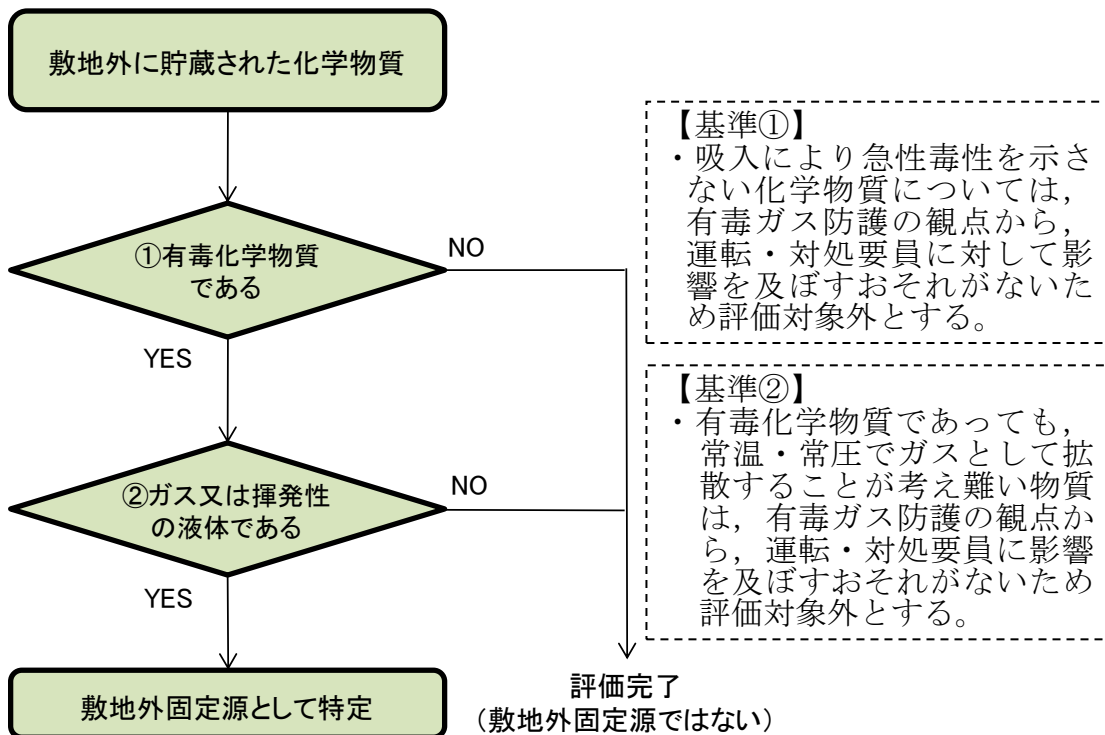 敷地外に貯蔵された化学物質
①有毒化学物質
である
NO
YES
②ガス又は揮発性
の液体である
NO
YES
敷地外固定源として特定
評価完了
（敷地外固定源ではない）
【基準①】
・吸入により急性毒性を示さ
ない化学物質については，
有毒ガス防護の観点から，
運転・対処要員に対して影
響を及ぼすおそれがないた
め評価対象外とする。
【基準②】
・有毒化学物質であっても，
常温・常圧でガスとして拡
散することが考え難い物質
は，有毒ガス防護の観点か
ら，運転・対処要員に影響
を及ぼすおそれがないため
評価対象外とする。